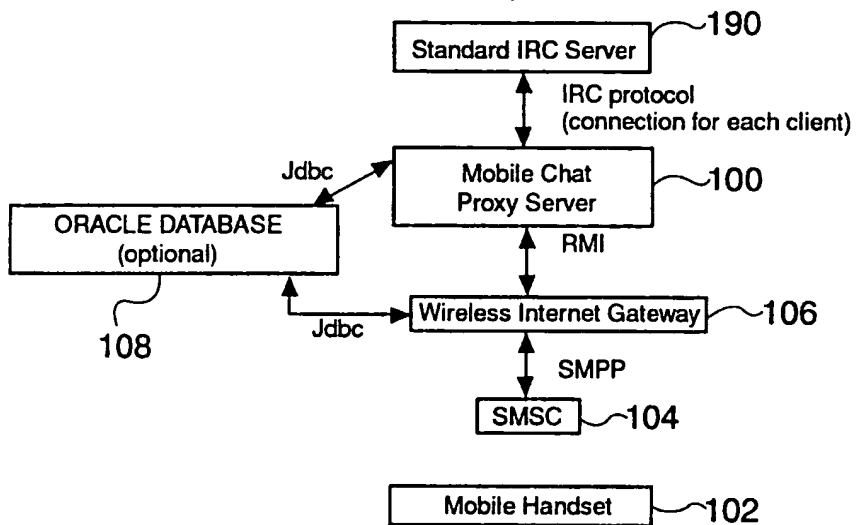 190
Standard IRC Server
IRC protocol
(connection for each client)
Jdbc
Mobile Chat
Proxy Server
100
ORACLE DATABASE
(optional)
RMI
108
Jdbc
Wireless Internet Gateway
106
SMPP
SMSC
104
Mobile Handset
102